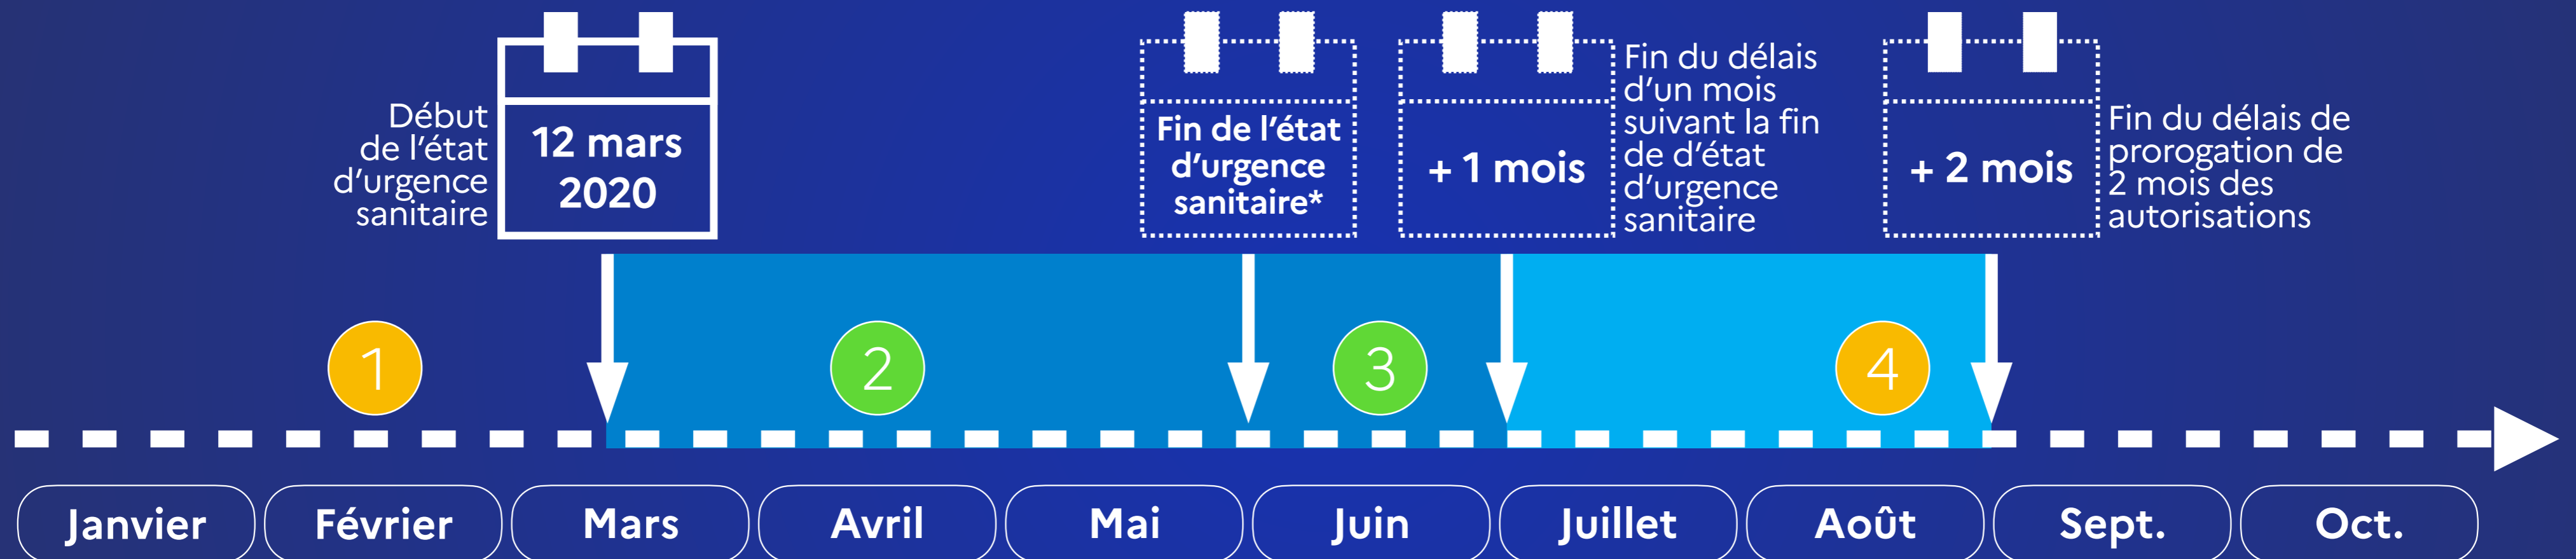 Début
de l’état
d’urgence
sanitaire
12 mars
2020
Fin de l’état
d’urgence
sanitaire*
+ 1 mois
Fin du délais
d’un mois
suivant la fin
de d’état
d’urgence
sanitaire
+ 2 mois
Fin du délais de
prorogation de
2 mois des
autorisations
1
2
3
4
Janvier
Février
Mars
Avril
Mai
Juin
Juillet
Août
Sept.
Oct.